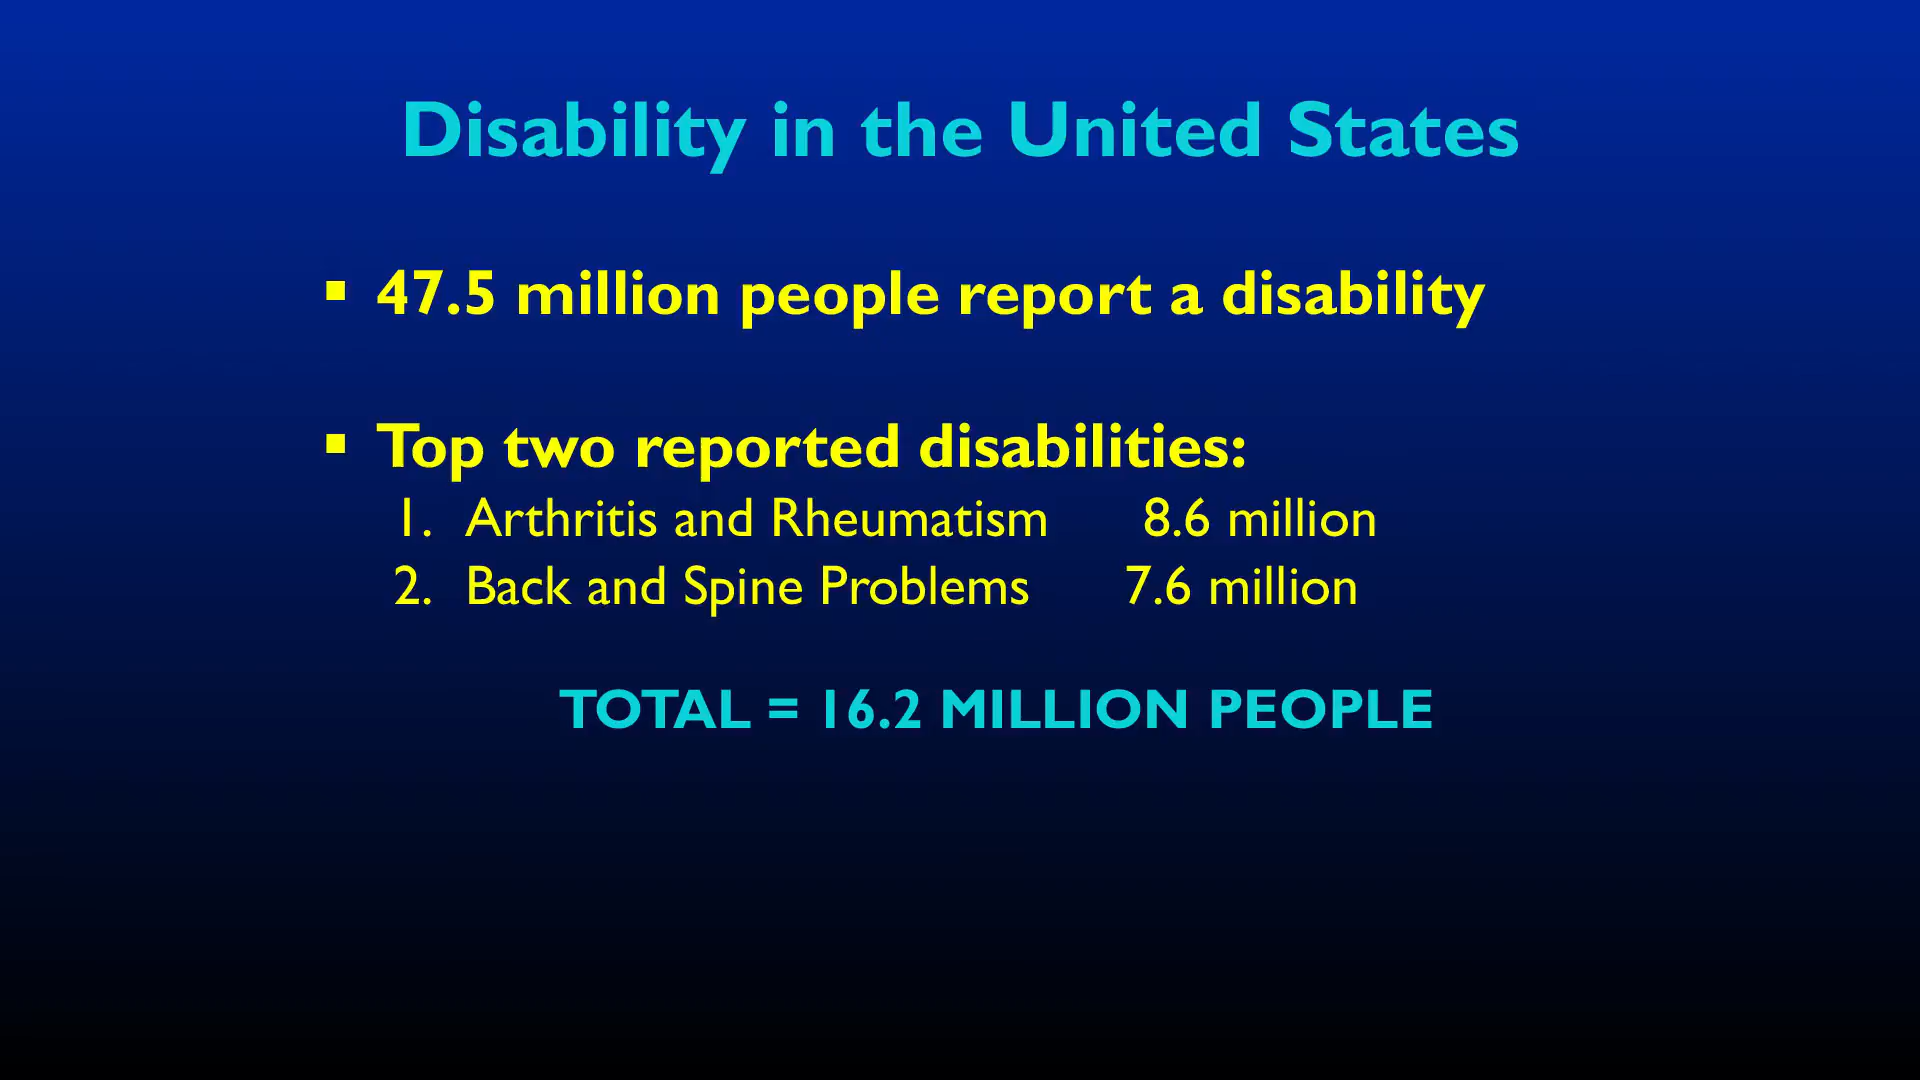 Disability in the United States
▪ 47.5 million people report a disability
▪ Top two reported disabilities:
1. Arthritis and Rheumatism 8.6 million
2. Back and Spine Problems 7.6 million
TOTAL = 16.2 MILLION PEOPLE